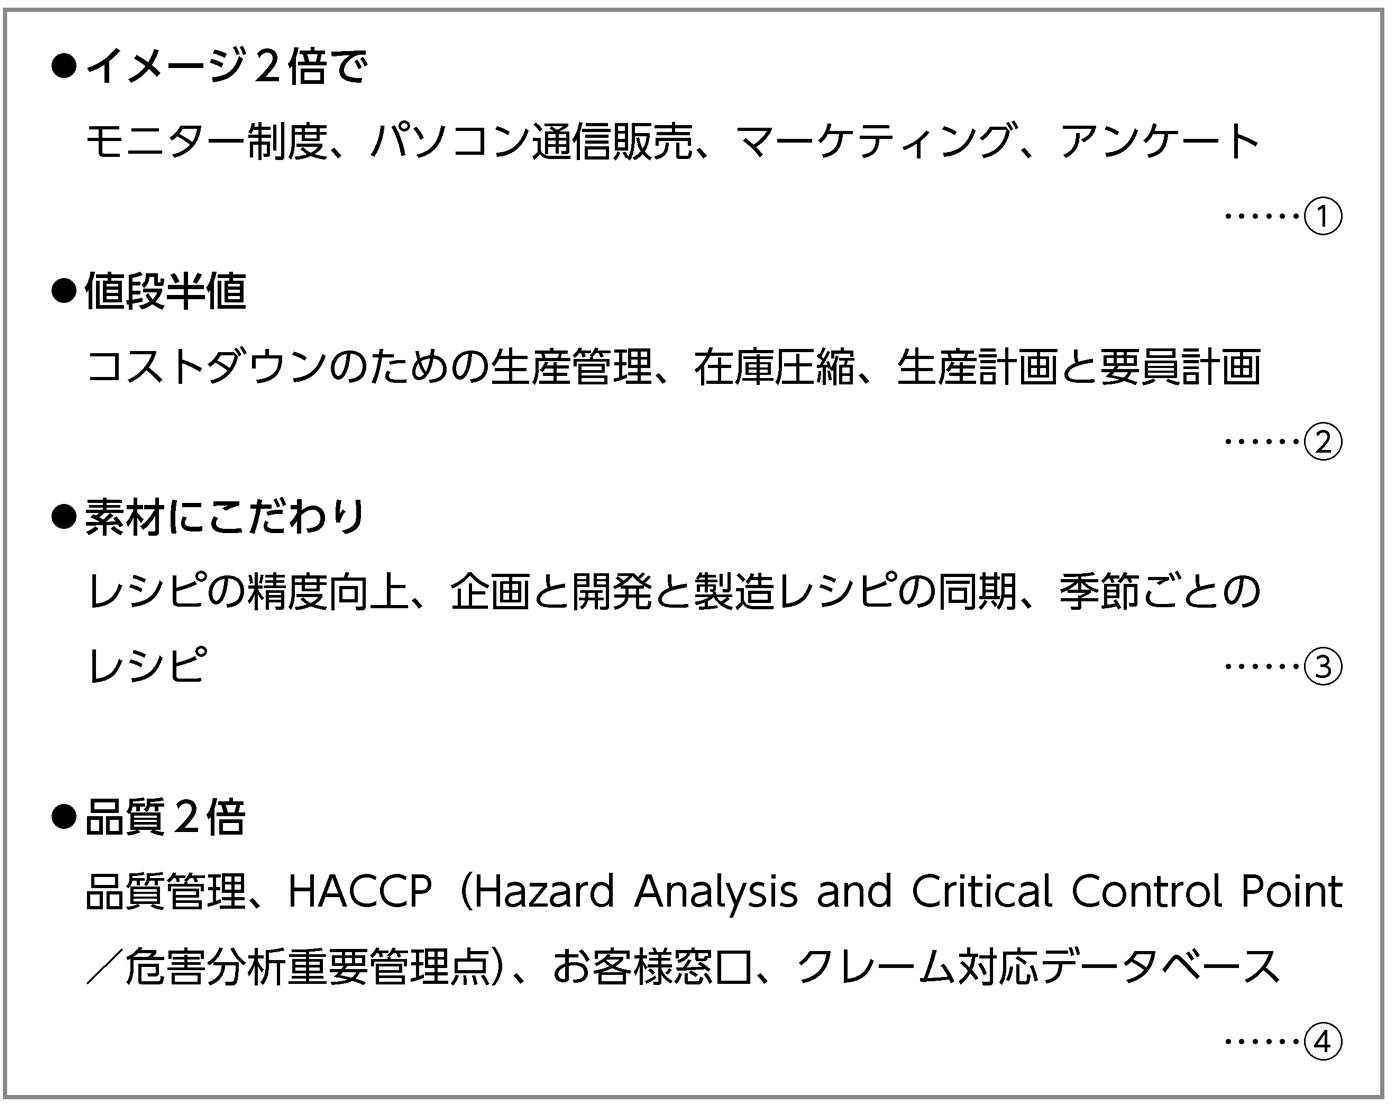 ●イメージ２倍で
モニター制度、パソコン通信販売、マーケティング、アンケート
……①
●値段半値
コストダウンのための生産管理、在庫圧縮、生産計画と要員計画
……②
●素材にこだわり
レシピの精度向上、企画と開発と製造レシピの同期、季節ごとの
レシピ ……③
●品質２倍
品質管理、HACCP（Hazard Analysis and Critical Control Point
／危害分析重要管理点）、お客様窓口、クレーム対応データベース
……④